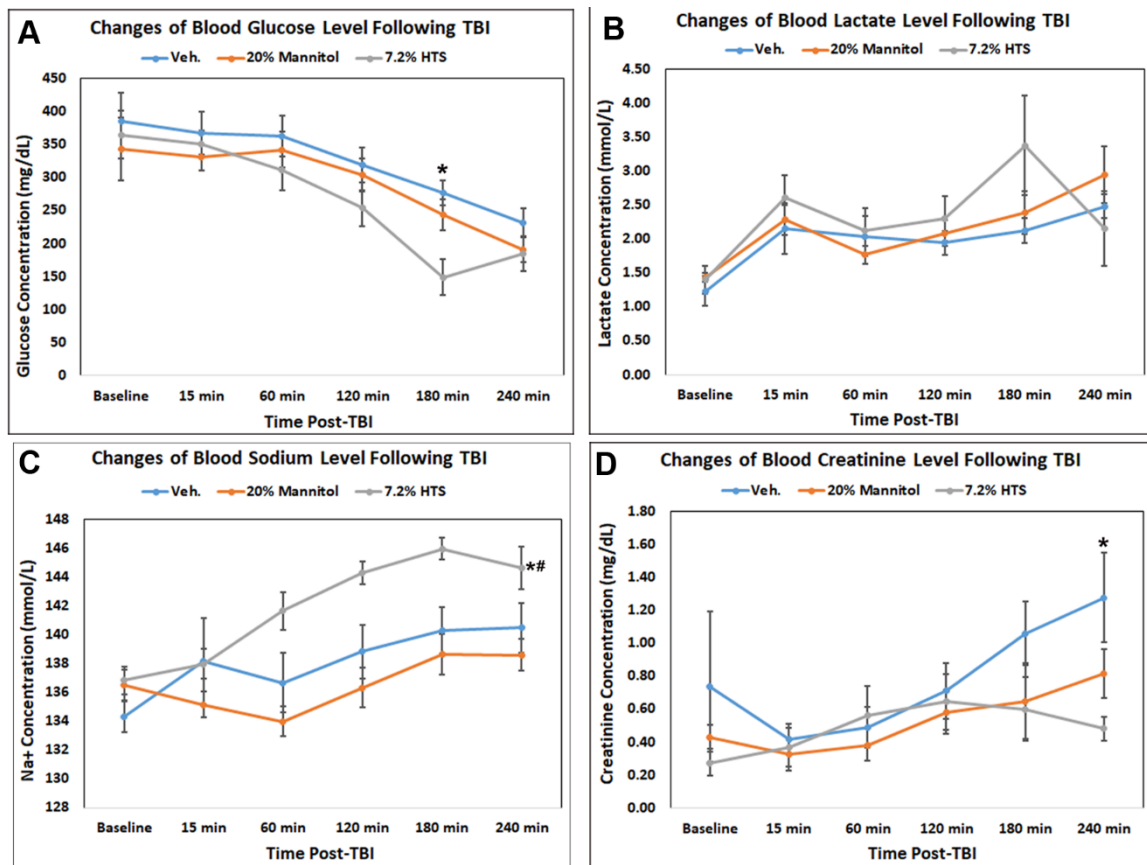 A
Changes of Blood Glucose Level Following TBI
Veh. 20% Mannitol 7.2% HTS
Glucose Concentration (mg/dL)
450
400
350
300
250
200
150
100
50
0
*
Baseline 15 min 60 min 120 min 180 min 240 min
Time Post-TBI
B
Changes of Blood Lactate Level Following TBI
Veh. 20% Mannitol 7.2% HTS
Lactate Concentration (mmol/L)
4.50
4.00
3.50
3.00
2.50
2.00
1.50
1.00
0.50
0.00
Baseline 15 min 60 min 120 min 180 min 240 min
Time Post-TBI
C
Changes of Blood Sodium Level Following TBI
Veh. 20% Mannitol 7.2% HTS
Na+ Concentration (mmol/L)
148
146
144
142
140
138
136
134
132
130
128
*#
Baseline 15 min 60 min 120 min 180 min 240 min
Time Post-TBI
D
Changes of Blood Creatinine Level Following TBI
Veh. 20% Mannitol 7.2% HTS
Creatinine Concentration (mg/dL)
1.80
1.60
1.40
1.20
1.00
0.80
0.60
0.40
0.20
0.00
*
Baseline 15 min 60 min 120 min 180 min 240 min
Time Post-TBI